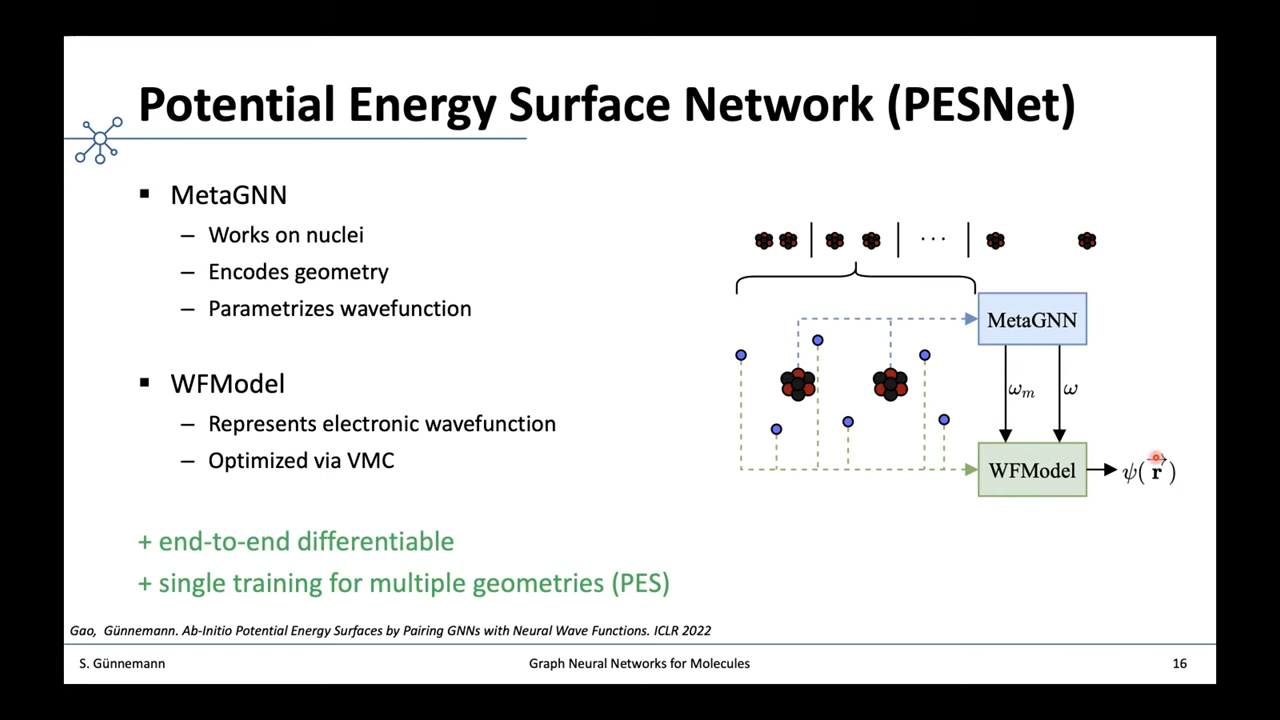 Potential Energy Surface Network (PESNet)
▪ MetaGNN
– Works on nuclei
– Encodes geometry
– Parametrizes wavefunction
▪ WFModel
– Represents electronic wavefunction
– Optimized via VMC
+ end-to-end differentiable
+ single training for multiple geometries (PES)
···
MetaGNN
ωₘ ω
WFModel
ψ(r⃗)
Gao, Günnemann. Ab-Initio Potential Energy Surfaces by Pairing GNNs with Neural Wave Functions. ICLR 2022
S. Günnemann
Graph Neural Networks for Molecules
16